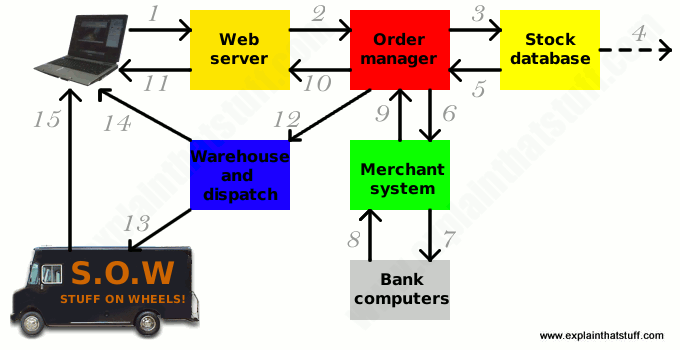 1
2
3
4
Web
server
Order
manager
Stock
database
11
10
5
15
14
12
9
6
Warehouse
and
dispatch
Merchant
system
13
8
7
S.O.W
STUFF ON WHEELS!
Bank
computers
www.explainthatstuff.com